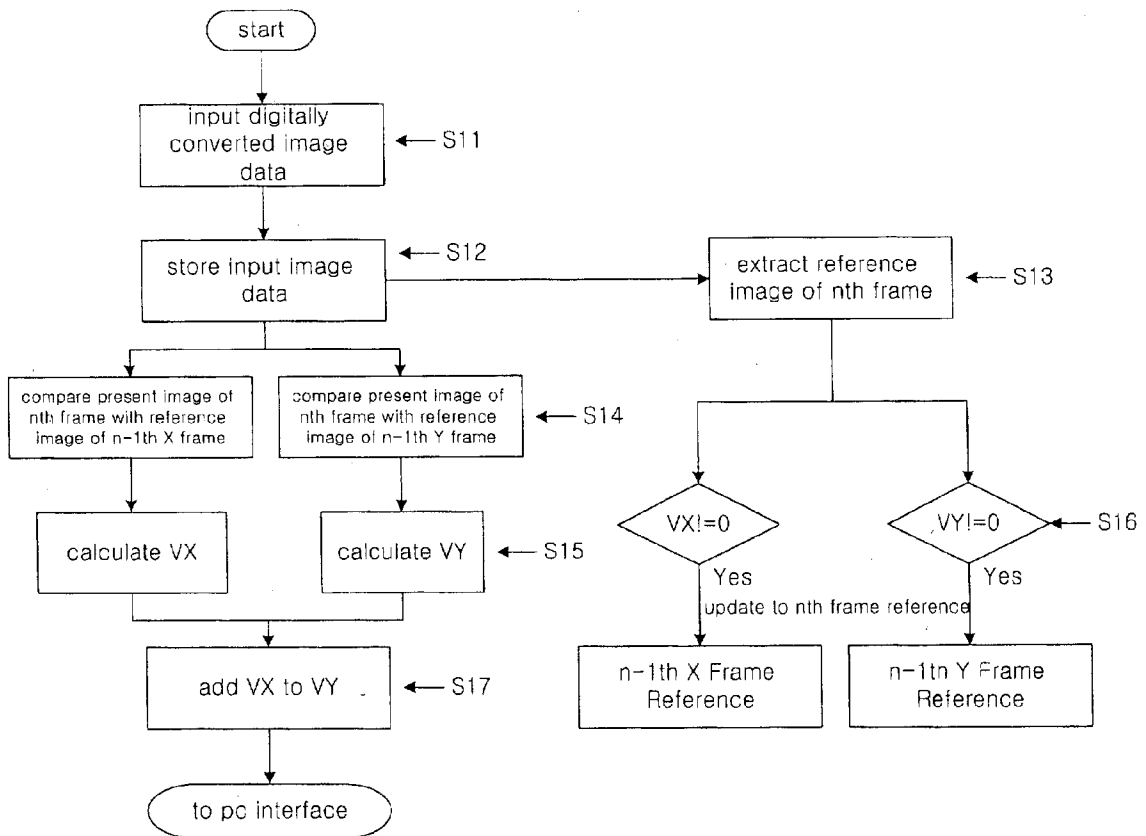 start
input digitally
converted image
data
S11
store input image
data
S12
extract reference
image of nth frame
S13
compare present image of
nth frame with reference
image of n-1th X frame
compare present image of
nth frame with reference
image of n-1th Y frame
S14
calculate VX
calculate VY
S15
VX!=0
VY!=0
S16
Yes
Yes
update to nth frame reference
n-1th X Frame
Reference
n-1tn Y Frame
Reference
add VX to VY
S17
to pc interface